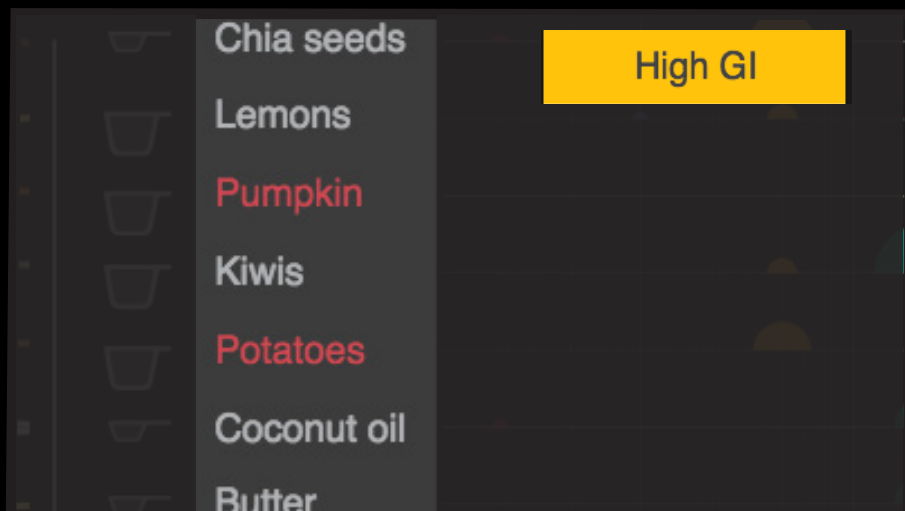 Chia seeds
High GI
Lemons
Pumpkin
Kiwis
Potatoes
Coconut oil
Butter